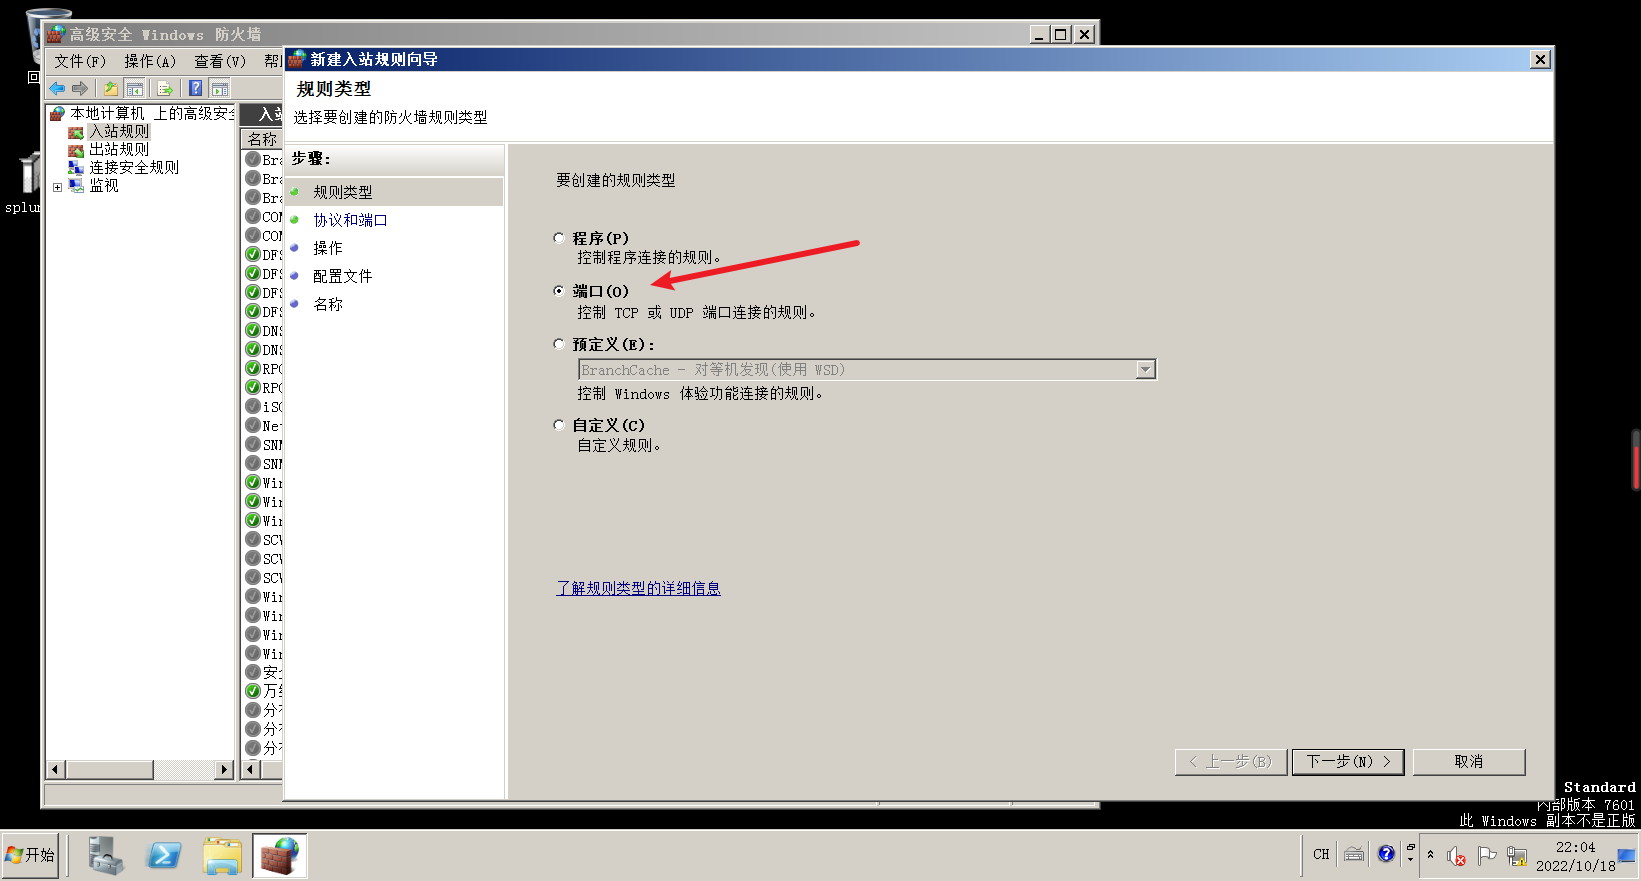 高级安全 Windows 防火墙
文件(F) 操作(A) 查看(V) 帮
新建入站规则向导
规则类型
选择要创建的防火墙规则类型
本地计算机 上的高级安全
入站规则
出站规则
连接安全规则
监视
入站
名称
Bra
Bra
Bra
COM
COM
DFS
DFS
DFS
DFS
DNS
DNS
RPC
RPC
iSC
Net
SNM
SNM
Win
Win
Win
SCW
SCW
SCW
Win
Win
Win
Win
安全
万维
分布
分布
分布
步骤:
规则类型
协议和端口
操作
配置文件
名称
要创建的规则类型
程序(P)
控制程序连接的规则。
端口(O)
控制 TCP 或 UDP 端口连接的规则。
预定义(E):
BranchCache - 对等机发现(使用 WSD)
控制 Windows 体验功能连接的规则。
自定义(C)
自定义规则。
了解规则类型的详细信息
< 上一步(B)
下一步(N) >
取消
splun
Standard
内部版本 7601
此 Windows 副本不是正版
开始
CH
22:04
2022/10/18